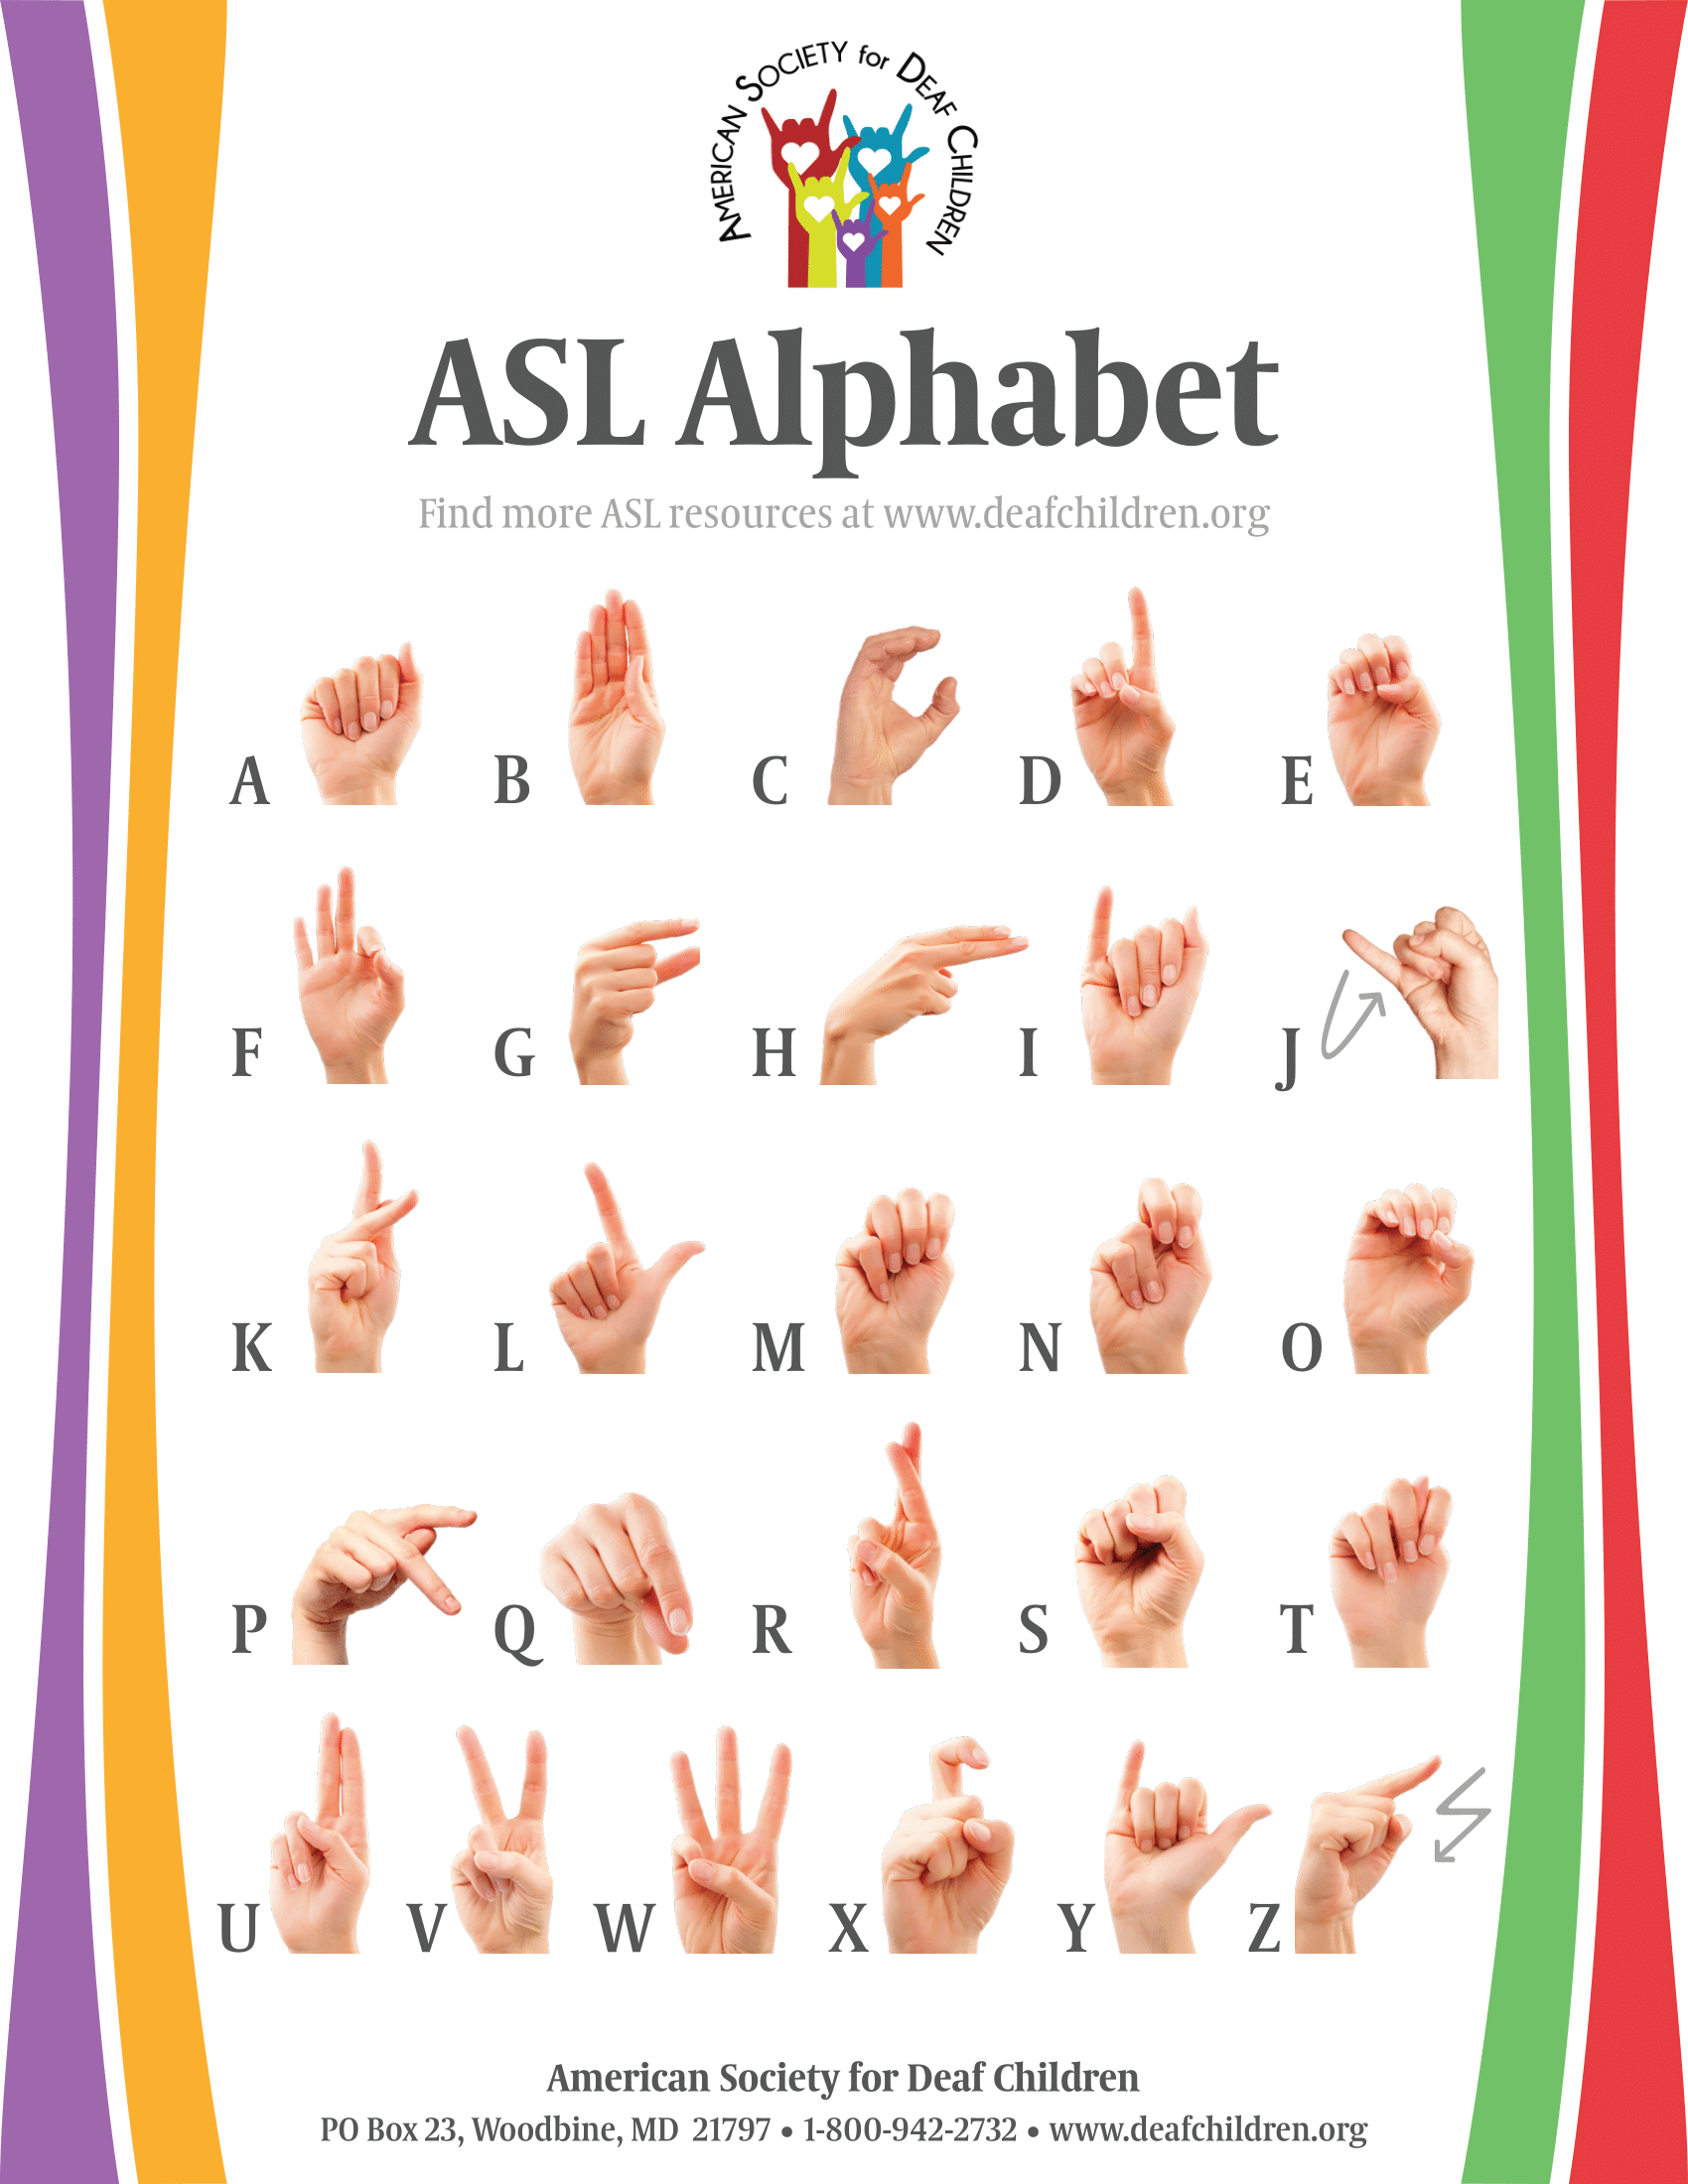 AMERICAN SOCIETY for DEAF CHILDREN
ASL Alphabet
Find more ASL resources at www.deafchildren.org
A B C D E
F G H I J
K L M N O
P Q R S T
U V W X Y Z
American Society for Deaf Children
PO Box 23, Woodbine, MD 21797 • 1-800-942-2732 • www.deafchildren.org